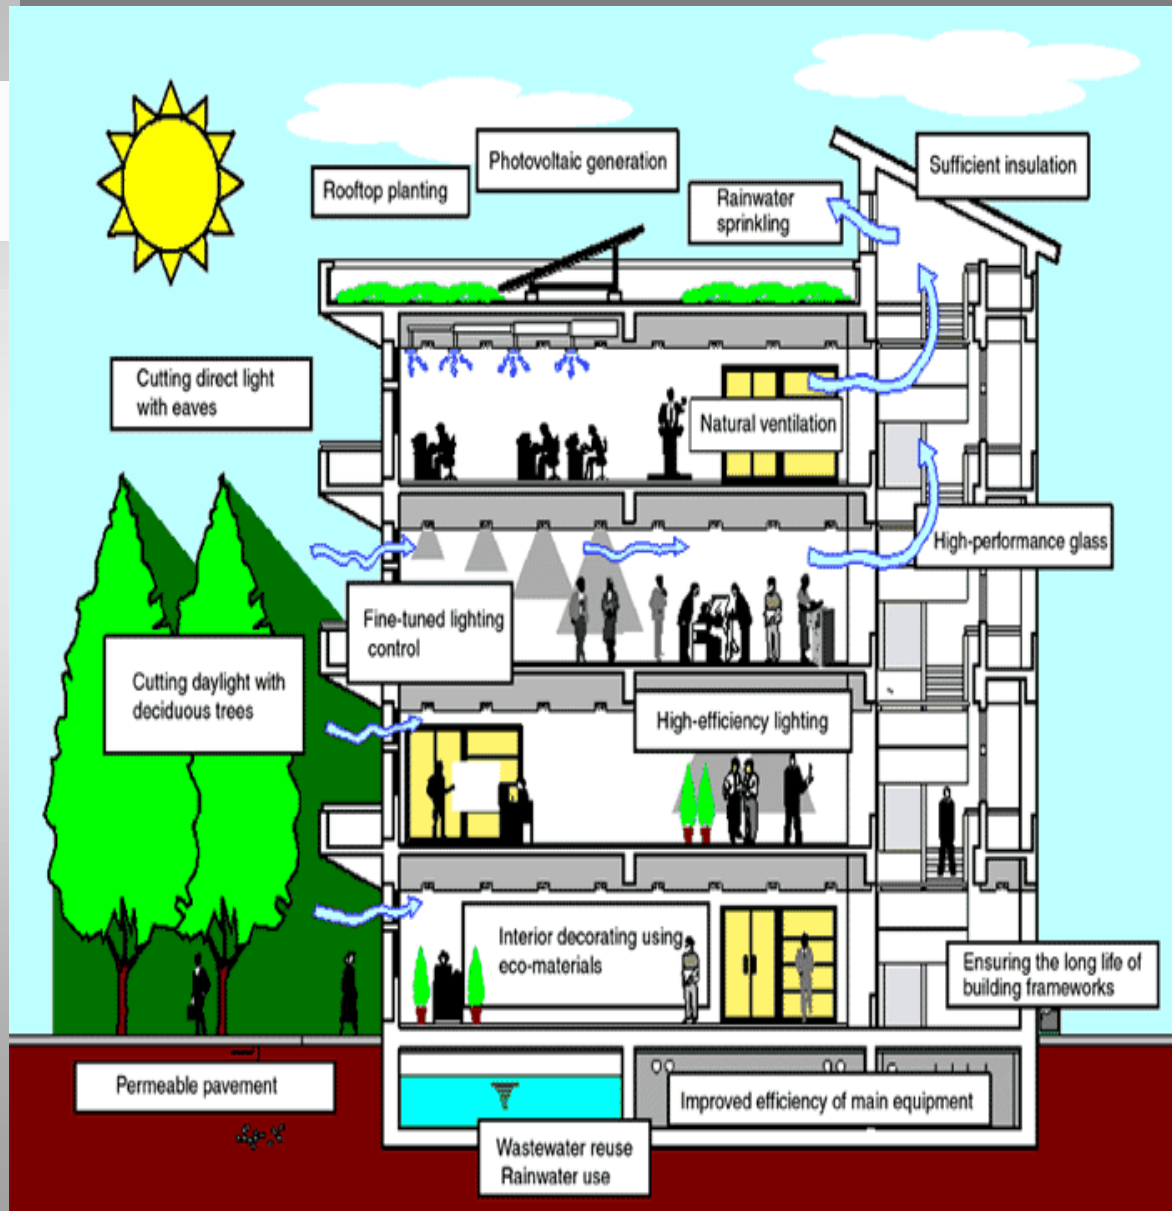 Photovoltaic generation
Sufficient insulation
Rooftop planting
Rainwater
sprinkling
Cutting direct light
with eaves
Natural ventilation
High-performance glass
Fine-tuned lighting
control
Cutting daylight with
deciduous trees
High-efficiency lighting
Interior decorating using
eco-materials
Ensuring the long life of
building frameworks
Permeable pavement
Improved efficiency of main equipment
Wastewater reuse
Rainwater use